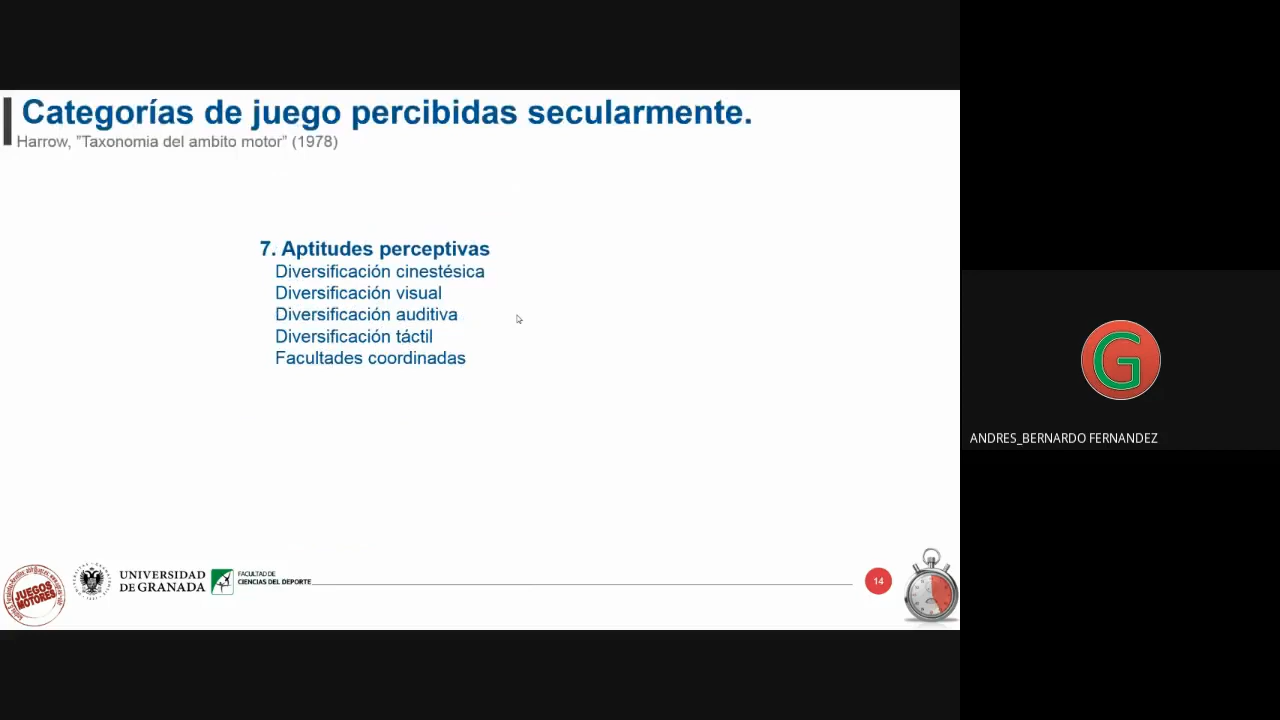 Categorías de juego percibidas secularmente.
Harrow, "Taxonomia del ambito motor" (1978)
7. Aptitudes perceptivas
Diversificación cinestésica
Diversificación visual
Diversificación auditiva
Diversificación táctil
Facultades coordinadas
G
ANDRES_BERNARDO FERNANDEZ
JUEGOS
MOTORES
UNIVERSIDAD
DE GRANADA
FACULTAD DE
CIENCIAS DEL DEPORTE
14